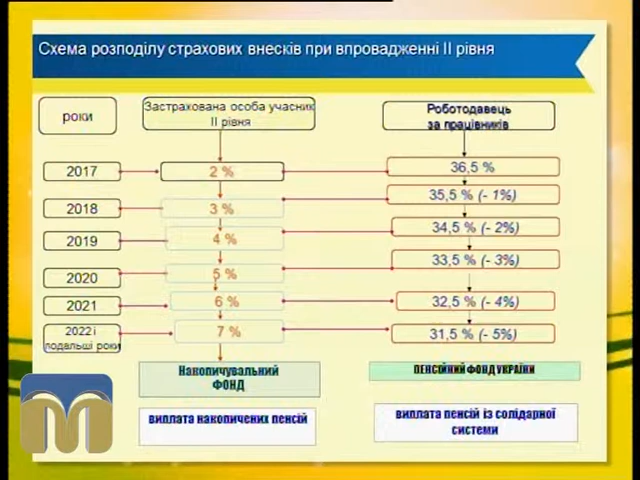 Схема розподілу страхових внесків при впровадженні ІІ рівня
роки
Застрахована особа учасник
ІІ рівня
Роботодавець
за працівників
2017
2 %
36,5 %
2018
3 %
35,5 % (- 1%)
2019
4 %
34,5 % (- 2%)
2020
5 %
33,5 % (- 3%)
2021
6 %
32,5 % (- 4%)
2022 і
подальші роки
7 %
31,5 % (- 5%)
Накопичувальний
ФОНД
ПЕНСІЙНИЙ ФОНД УКРАЇНИ
виплата накопичених пенсій
виплата пенсій із солідарної
системи